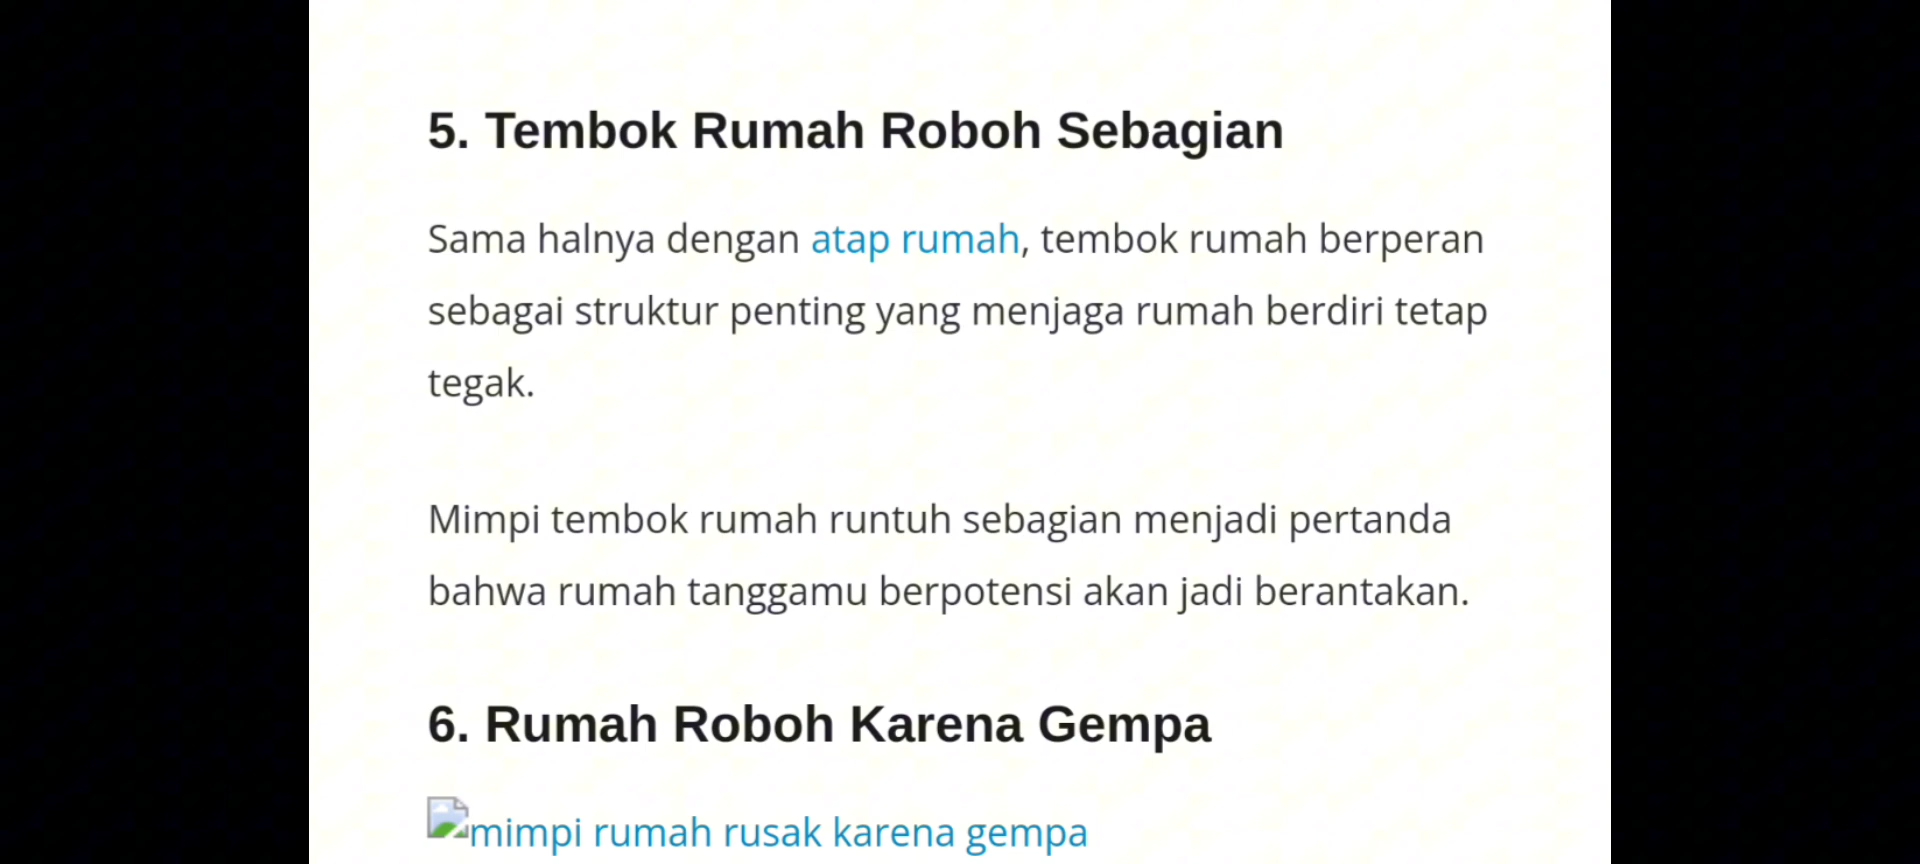 5. Tembok Rumah Roboh Sebagian
Sama halnya dengan atap rumah, tembok rumah berperan
sebagai struktur penting yang menjaga rumah berdiri tetap
tegak.
Mimpi tembok rumah runtuh sebagian menjadi pertanda
bahwa rumah tanggamu berpotensi akan jadi berantakan.
6. Rumah Roboh Karena Gempa
mimpi rumah rusak karena gempa